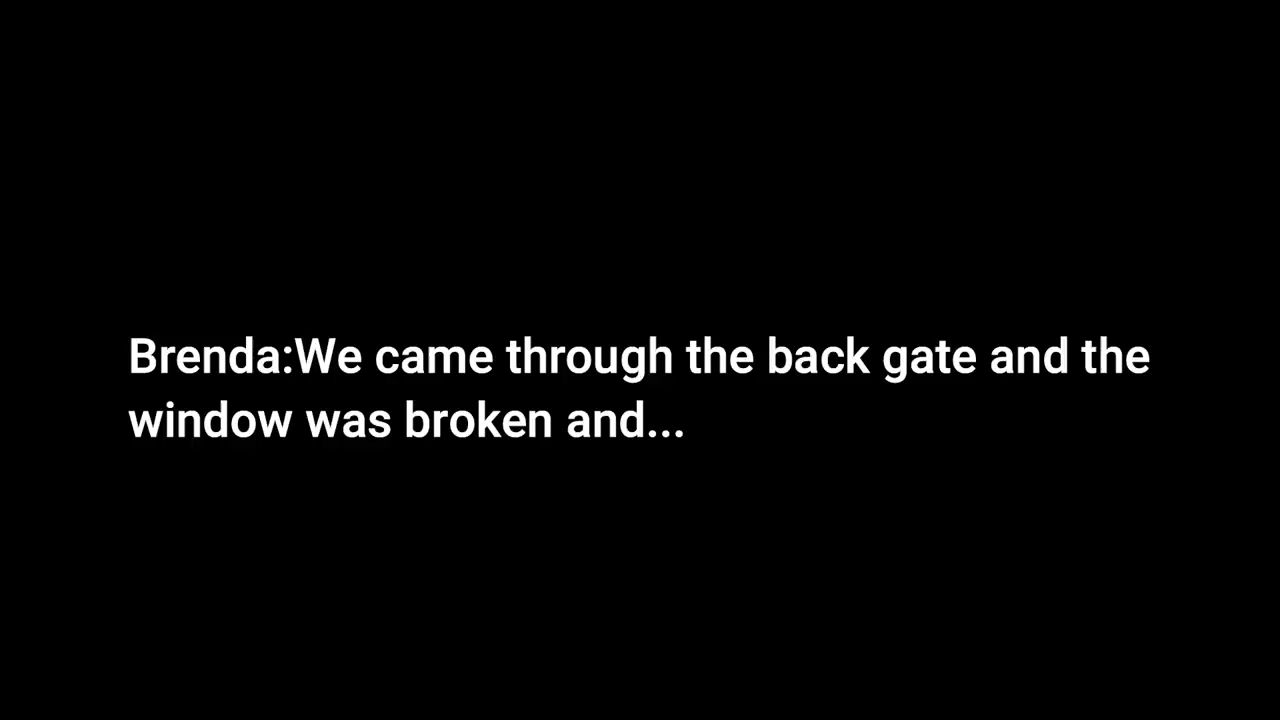 Brenda:We came through the back gate and the
window was broken and...